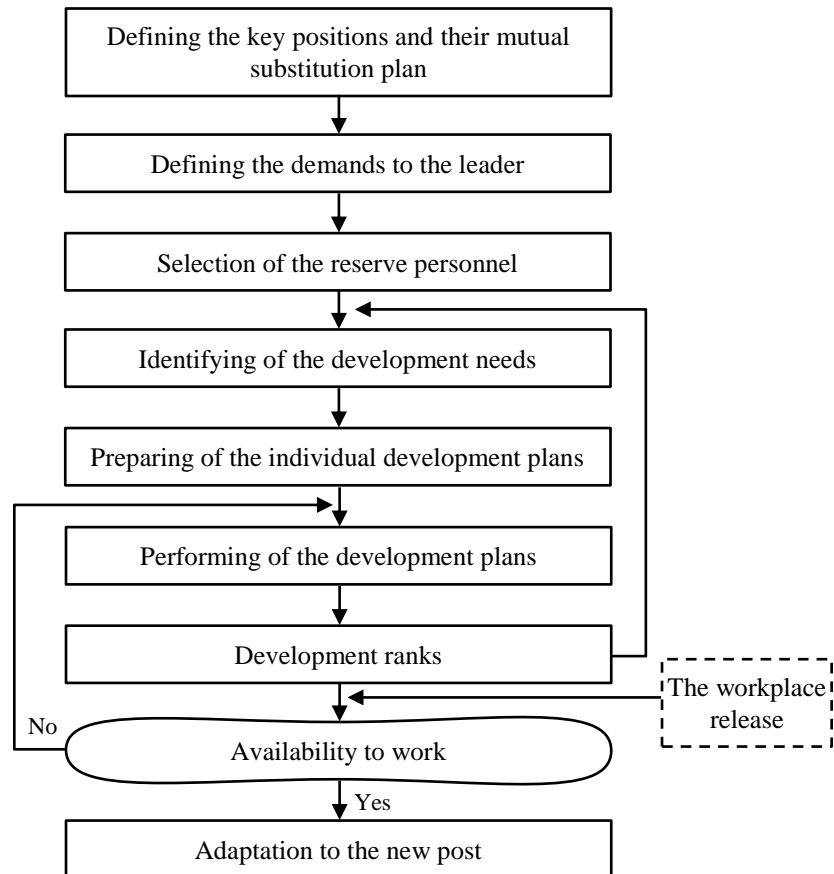 Defining the key positions and their mutual
substitution plan
Defining the demands to the leader
Selection of the reserve personnel
Identifying of the development needs
Preparing of the individual development plans
Performing of the development plans
Development ranks
The workplace
release
No
Availability to work
Yes
Adaptation to the new post